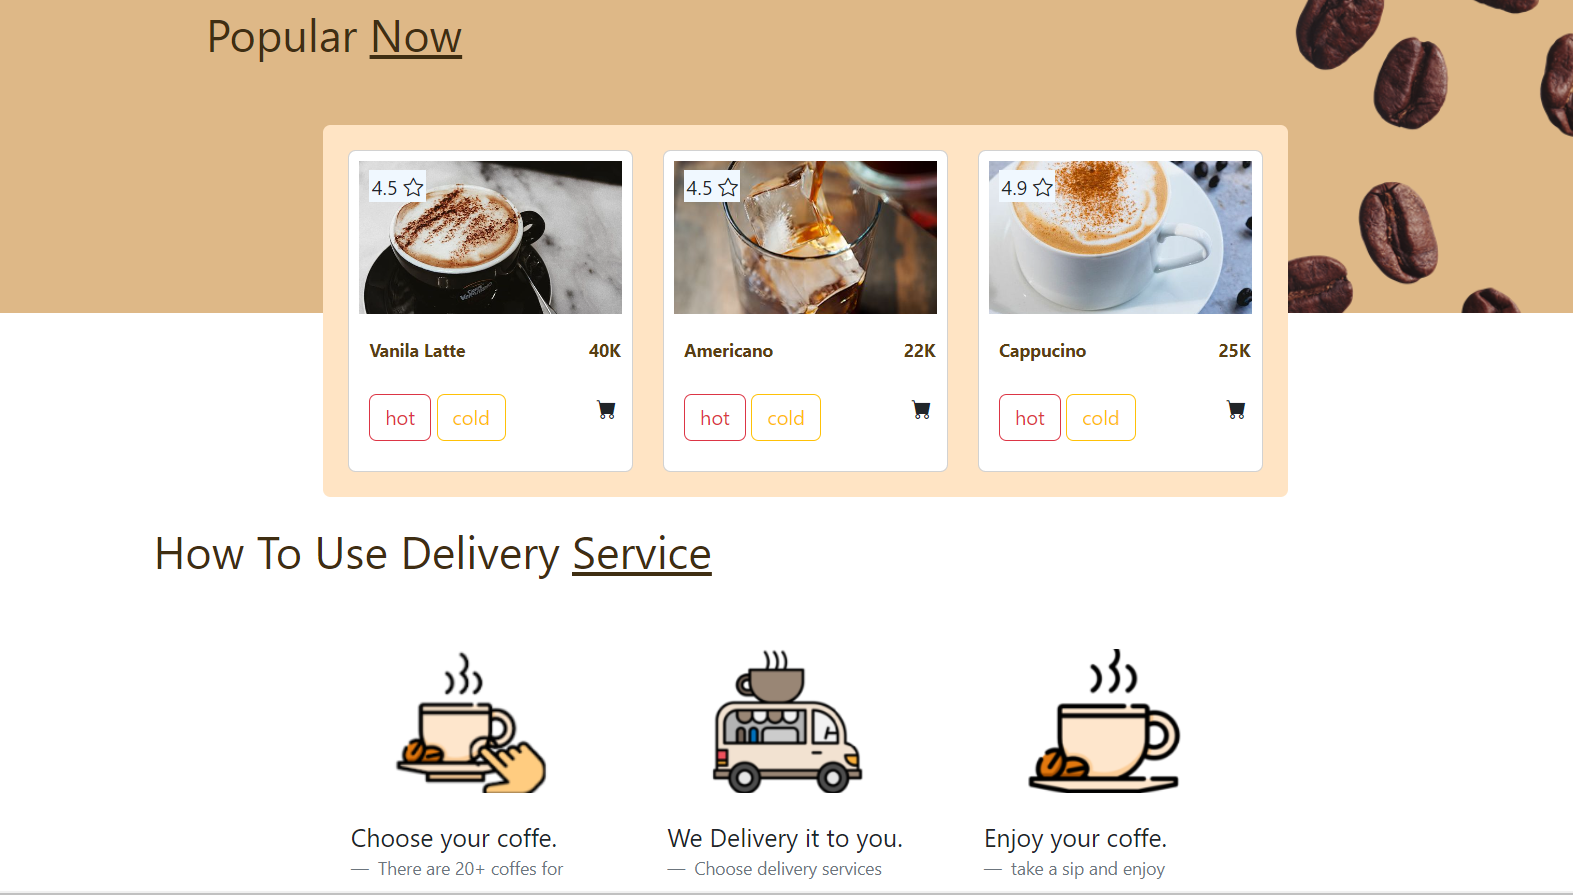 Popular Now
4.5
4.5
4.9
Vanila Latte 40K
Americano 22K
Cappucino 25K
hot cold
hot cold
hot cold
How To Use Delivery Service
Choose your coffe.
— There are 20+ coffes for
We Delivery it to you.
— Choose delivery services
Enjoy your coffe.
— take a sip and enjoy